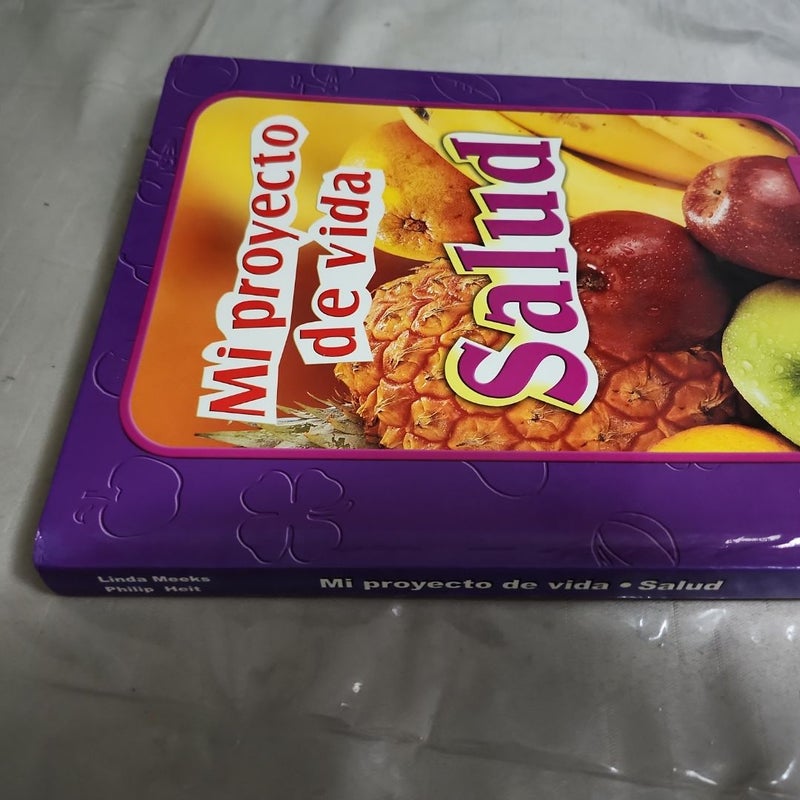 Mi proyecto
de vida
Salud
Linda Meeks
Philip Heit
Mi proyecto de vida • Salud